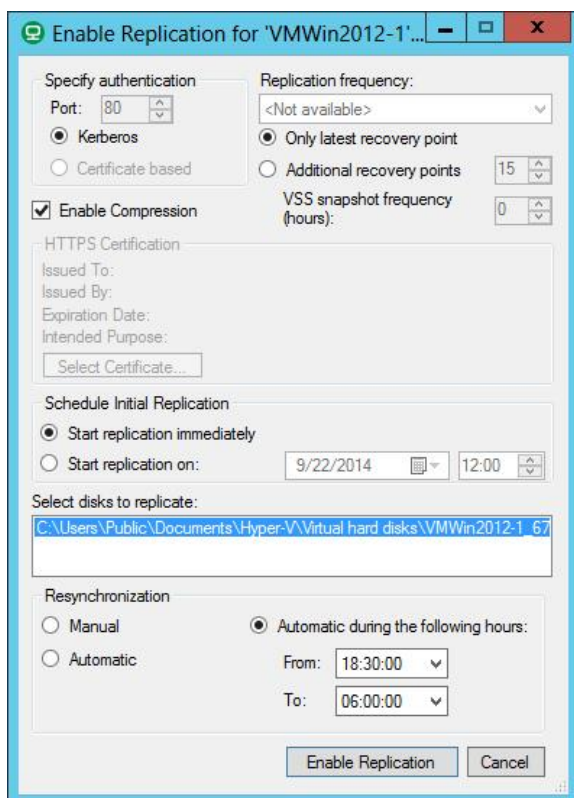 Enable Replication for 'VMWin2012-1'...
Specify authentication
Port: 80
Kerberos
Certificate based
Enable Compression
Replication frequency:
<Not available>
Only latest recovery point
Additional recovery points 15
VSS snapshot frequency (hours): 0
HTTPS Certification
Issued To:
Issued By:
Expiration Date:
Intended Purpose:
Select Certificate...
Schedule Initial Replication
Start replication immediately
Start replication on: 9/22/2014 12:00
Select disks to replicate:
C:\Users\Public\Documents\Hyper-V\Virtual hard disks\VMWin2012-1_67
Resynchronization
Manual
Automatic
Automatic during the following hours:
From: 18:30:00
To: 06:00:00
Enable Replication Cancel